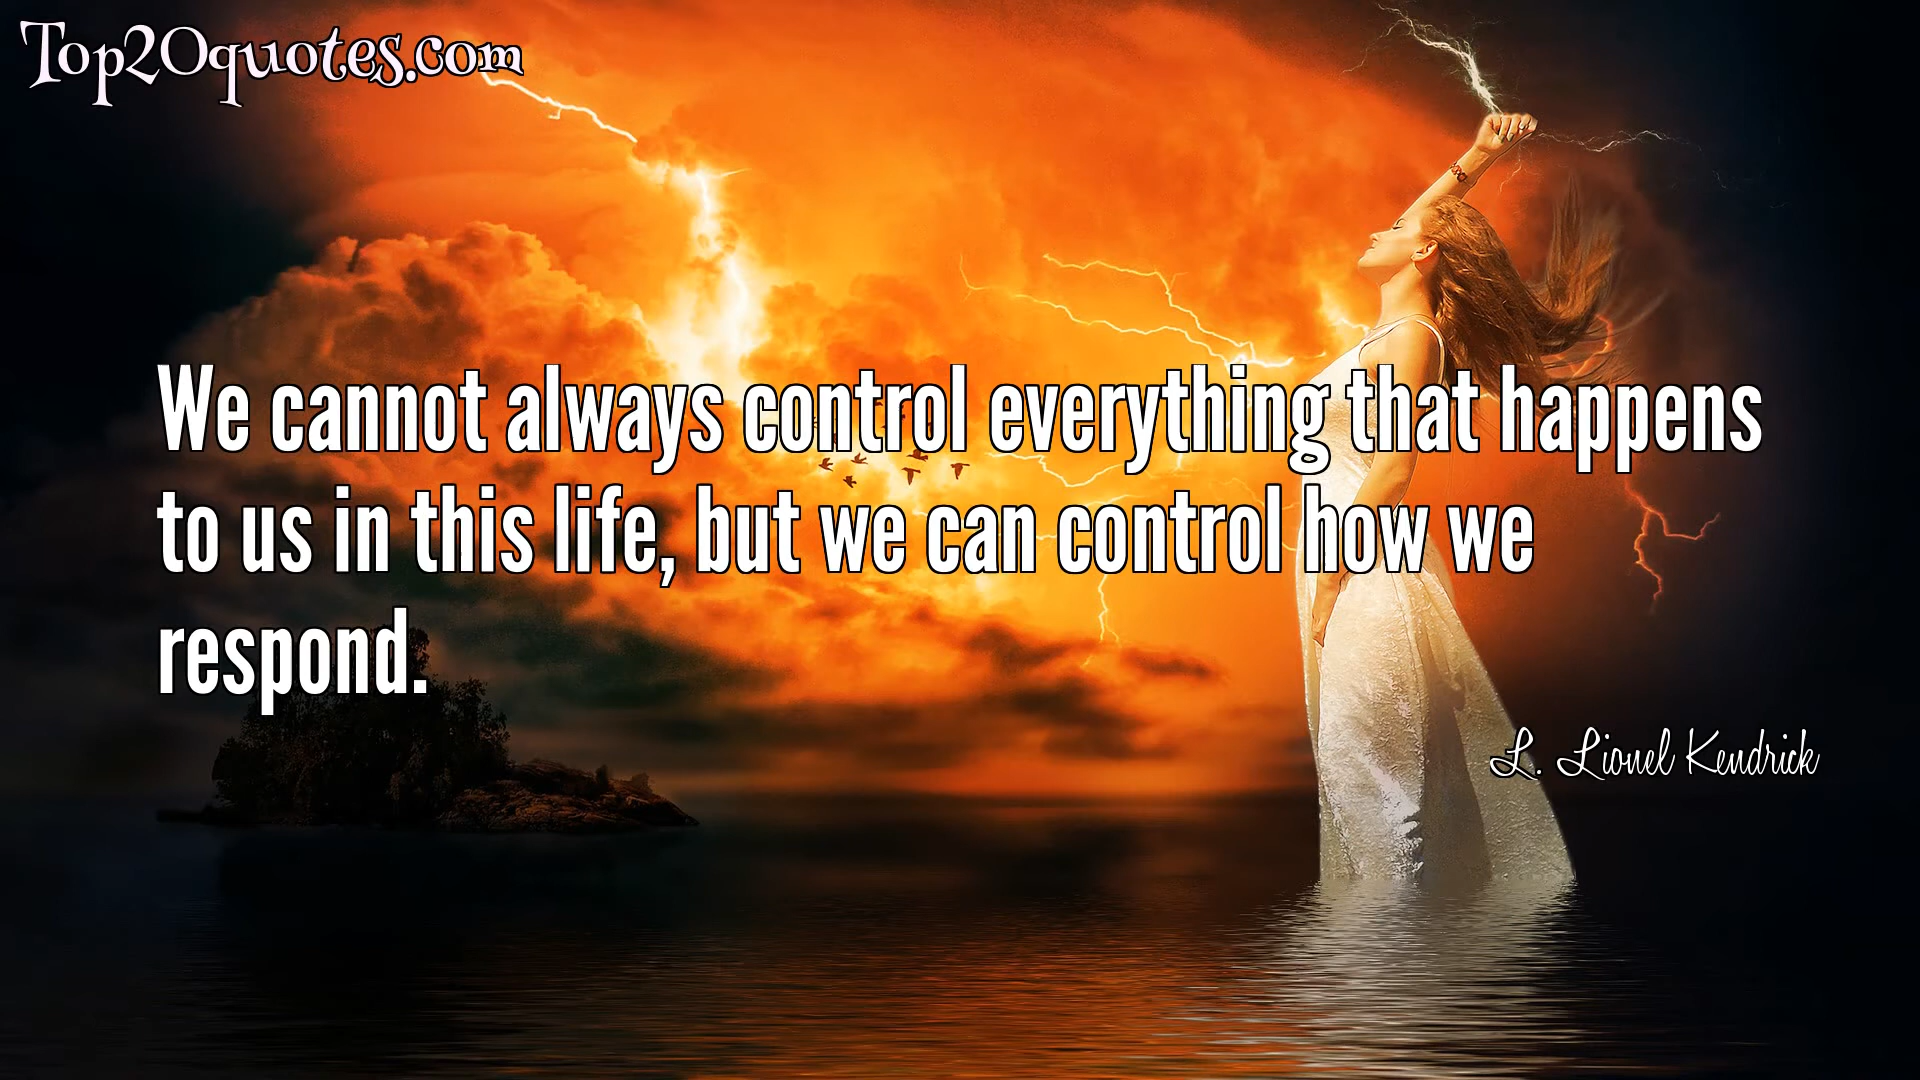 Top20quotes.com
We cannot always control everything that happens
to us in this life, but we can control how we
respond.
L. Lionel Kendrick